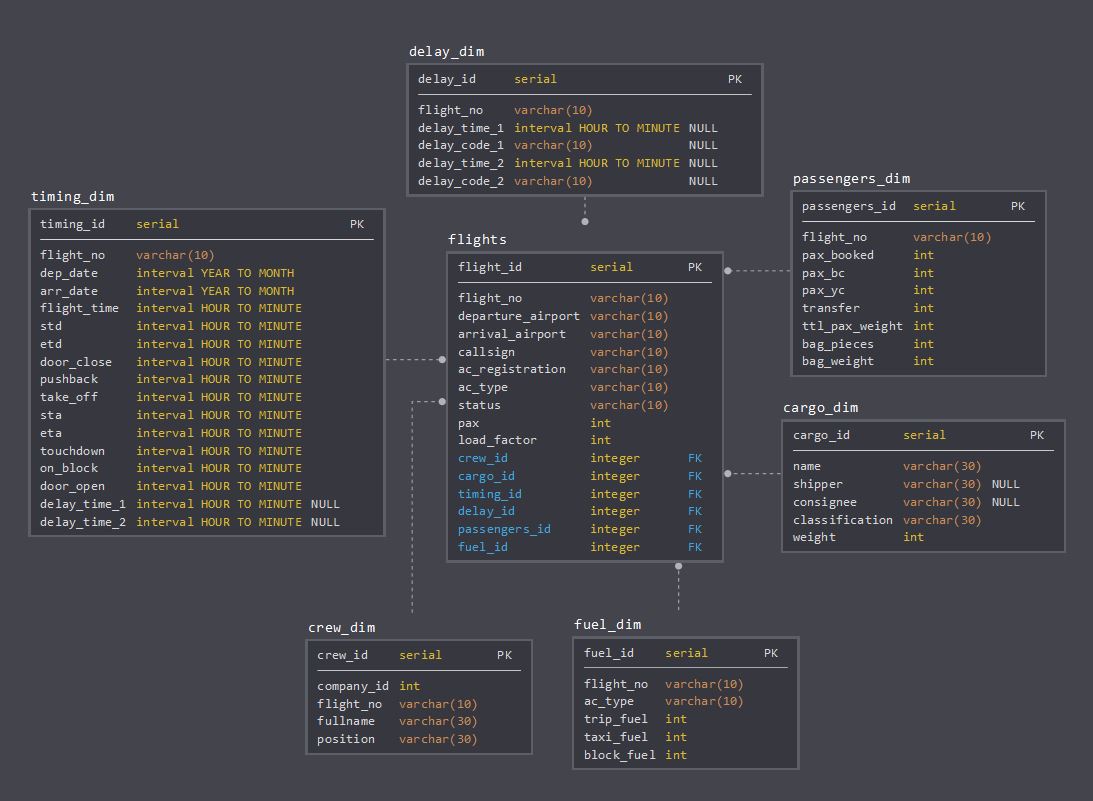 delay_dim
delay_id serial PK
flight_no varchar(10)
delay_time_1 interval HOUR TO MINUTE NULL
delay_code_1 varchar(10) NULL
delay_time_2 interval HOUR TO MINUTE NULL
delay_code_2 varchar(10) NULL
timing_dim
timing_id serial PK
flight_no varchar(10)
dep_date interval YEAR TO MONTH
arr_date interval YEAR TO MONTH
flight_time interval HOUR TO MINUTE
std interval HOUR TO MINUTE
etd interval HOUR TO MINUTE
door_close interval HOUR TO MINUTE
pushback interval HOUR TO MINUTE
take_off interval HOUR TO MINUTE
sta interval HOUR TO MINUTE
eta interval HOUR TO MINUTE
touchdown interval HOUR TO MINUTE
on_block interval HOUR TO MINUTE
door_open interval HOUR TO MINUTE
delay_time_1 interval HOUR TO MINUTE NULL
delay_time_2 interval HOUR TO MINUTE NULL
flights
flight_id serial PK
flight_no varchar(10)
departure_airport varchar(10)
arrival_airport varchar(10)
callsign varchar(10)
ac_registration varchar(10)
ac_type varchar(10)
status varchar(10)
pax int
load_factor int
crew_id integer FK
cargo_id integer FK
timing_id integer FK
delay_id integer FK
passengers_id integer FK
fuel_id integer FK
passengers_dim
passengers_id serial PK
flight_no varchar(10)
pax_booked int
pax_bc int
pax_yc int
transfer int
ttl_pax_weight int
bag_pieces int
bag_weight int
cargo_dim
cargo_id serial PK
name varchar(30)
shipper varchar(30) NULL
consignee varchar(30) NULL
classification varchar(30)
weight int
crew_dim
crew_id serial PK
company_id int
flight_no varchar(10)
fullname varchar(30)
position varchar(30)
fuel_dim
fuel_id serial PK
flight_no varchar(10)
ac_type varchar(10)
trip_fuel int
taxi_fuel int
block_fuel int